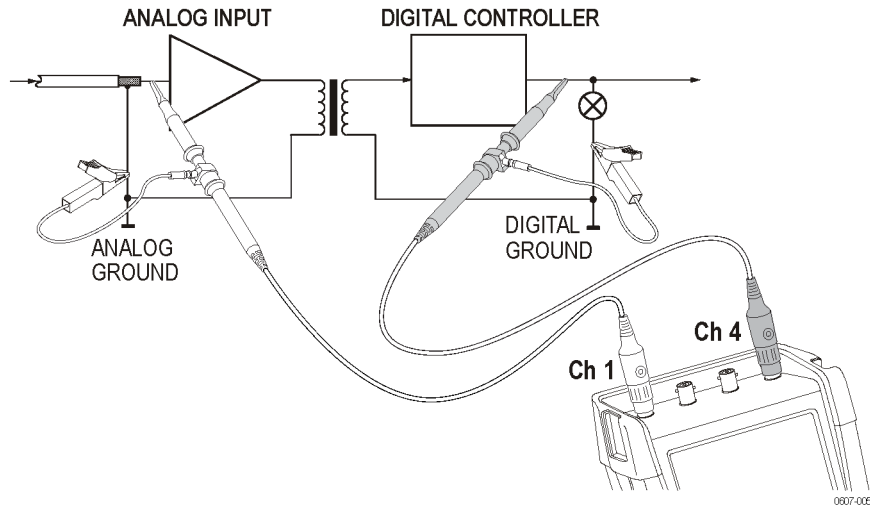 ANALOG INPUT
DIGITAL CONTROLLER
ANALOG
GROUND
DIGITAL
GROUND
Ch 1
Ch 4
0607-005